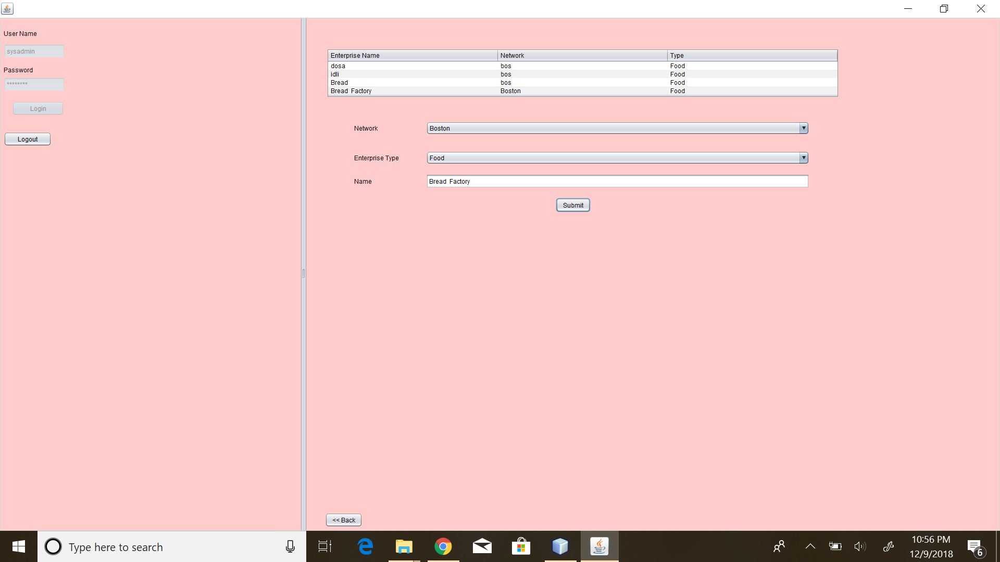 User Name
sysadmin
Password
********
Login
Logout
Enterprise Name Network Type
dosa bos Food
idli bos Food
Bread bos Food
Bread Factory Boston Food
Network Boston
Enterprise Type Food
Name Bread Factory
Submit
<< Back
Type here to search
10:56 PM
12/9/2018
6